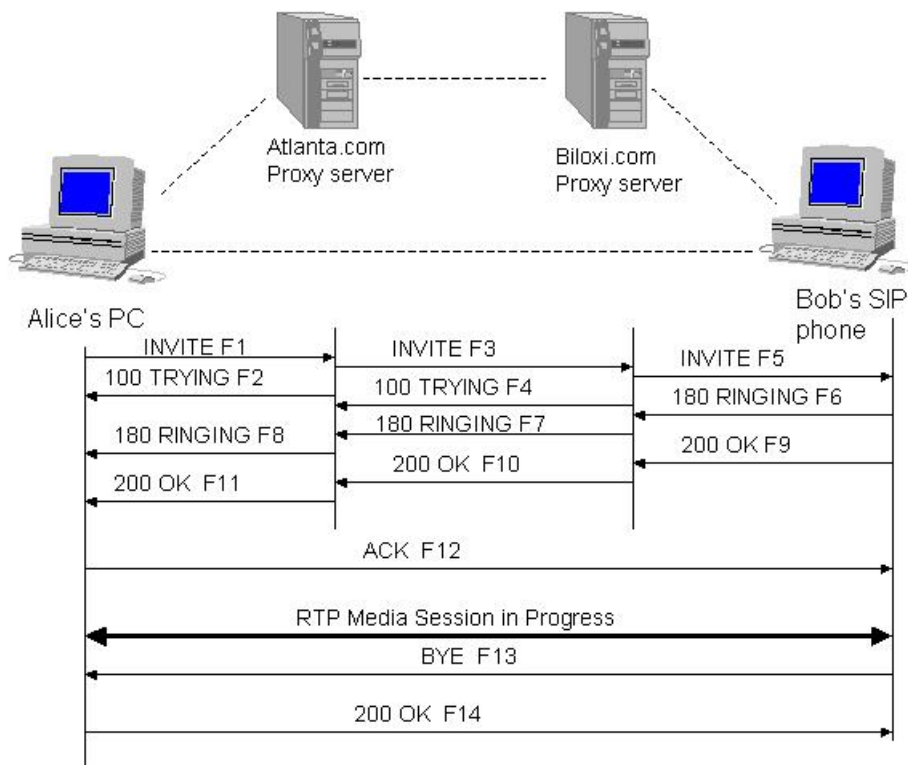 Atlanta.com
Proxy server
Biloxi.com
Proxy server
Alice's PC
Bob's SIP
phone
INVITE F1
INVITE F3
INVITE F5
100 TRYING F2
100 TRYING F4
180 RINGING F6
180 RINGING F7
180 RINGING F8
200 OK F9
200 OK F10
200 OK F11
ACK F12
RTP Media Session in Progress
BYE F13
200 OK F14